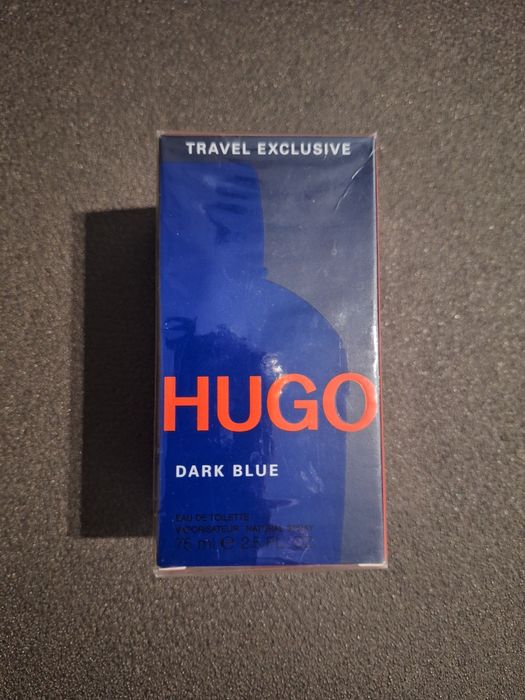 TRAVEL EXCLUSIVE
HUGO
DARK BLUE
EAU DE TOILETTE
VAPORISATEUR NATURAL SPRAY
75 ml ℮ 2.5 FL. OZ.